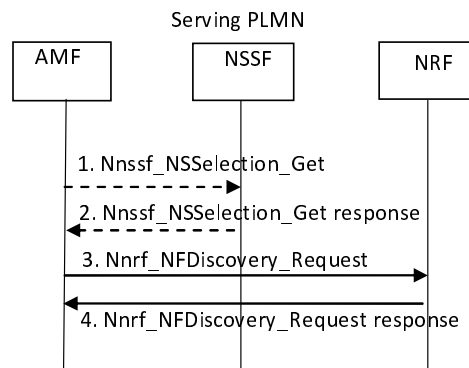 Serving PLMN
AMF
NSSF
NRF
1. Nnssf_NSSelection_Get
2. Nnssf_NSSelection_Get response
3. Nnrf_NFDiscovery_Request
4. Nnrf_NFDiscovery_Request response